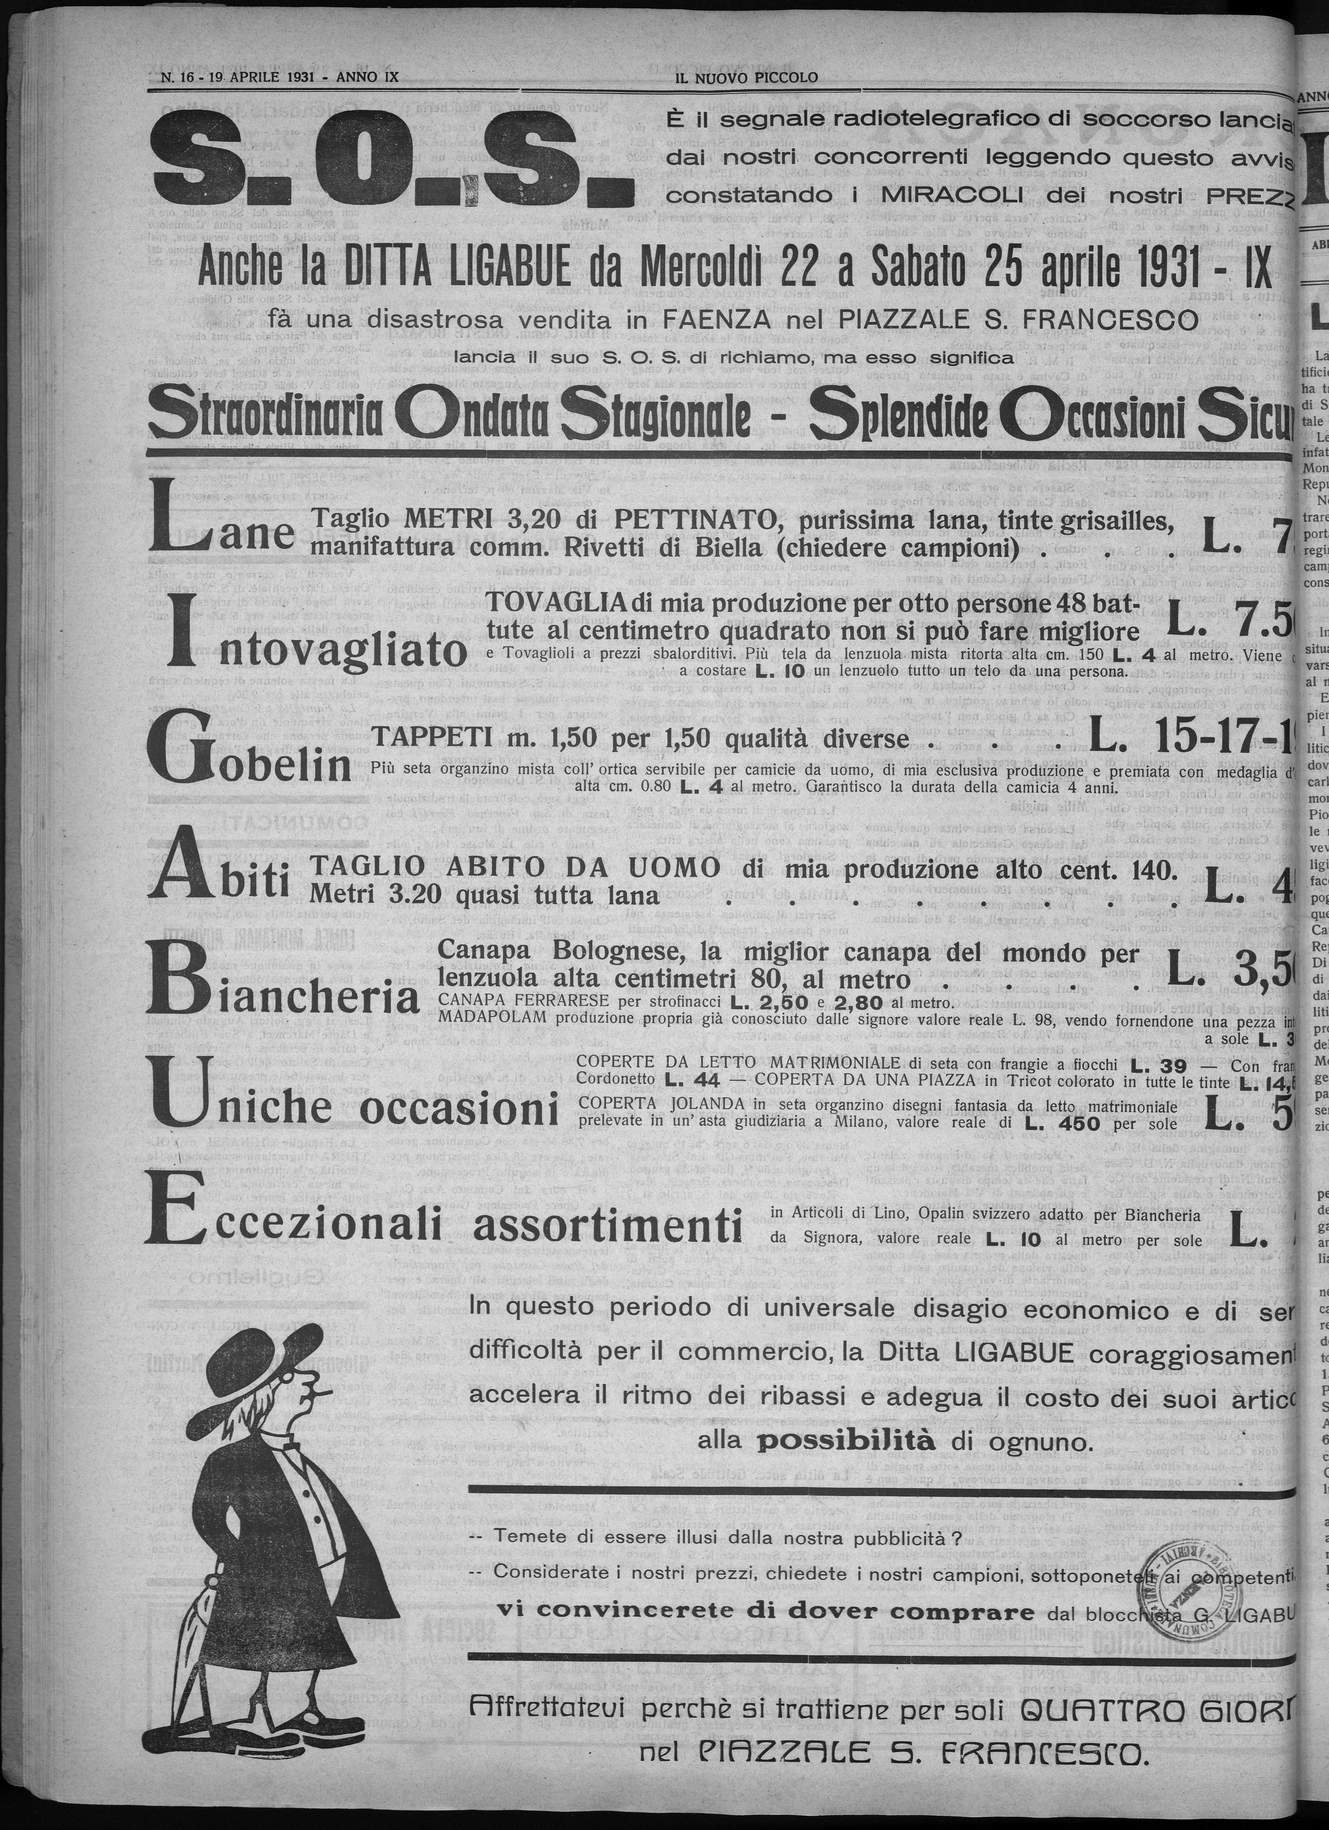 N. 16 - 19 APRILE 1931 - ANNO IX
IL NUOVO PICCOLO
S. O. S.
È il segnale radiotelegrafico di soccorso lancia
dai nostri concorrenti leggendo questo avvis
constatando i MIRACOLI dei nostri PREZZ
Anche la DITTA LIGABUE da Mercoldì 22 a Sabato 25 aprile 1931 - IX
fà una disastrosa vendita in FAENZA nel PIAZZALE S. FRANCESCO
lancia il suo S. O. S. di richiamo, ma esso significa
Straordinaria Ondata Stagionale - Splendide Occasioni Sicu
Lane
Taglio METRI 3,20 di PETTINATO, purissima lana, tinte grisailles,
manifattura comm. Rivetti di Biella (chiedere campioni) . . . L. 7
Intovagliato
TOVAGLIA di mia produzione per otto persone 48 bat-
tute al centimetro quadrato non si può fare migliore L. 7.5
e Tovaglioli a prezzi sbalorditivi. Più tela da lenzuola mista ritorta alta cm. 150 L. 4 al metro. Viene
a costare L. 10 un lenzuolo tutto un telo da una persona.
Gobelin
TAPPETI m. 1,50 per 1,50 qualità diverse . . . L. 15-17-1
Più seta organzino mista coll' ortica servibile per camicie da uomo, di mia esclusiva produzione e premiata con medaglia d'
alta cm. 0.80 L. 4 al metro. Garantisco la durata della camicia 4 anni.
Abiti
TAGLIO ABITO DA UOMO di mia produzione alto cent. 140.
Metri 3.20 quasi tutta lana . . . . . . . . L. 4
Biancheria
Canapa Bolognese, la miglior canapa del mondo per
lenzuola alta centimetri 80, al metro . . . . L. 3,5
CANAPA FERRARESE per strofinacci L. 2,50 e 2,80 al metro.
MADAPOLAM produzione propria già conosciuto dalle signore valore reale L. 98, vendo fornendone una pezza int
a sole L. 3
Uniche occasioni
COPERTE DA LETTO MATRIMONIALE di seta con frangie a fiocchi L. 39 — Con fran
Cordonetto L. 44 — COPERTA DA UNA PIAZZA in Tricot colorato in tutte le tinte L. 14,
COPERTA JOLANDA in seta organzino disegni fantasia da letto matrimoniale
prelevate in un' asta giudiziaria a Milano, valore reale di L. 450 per sole L. 5
Eccezionali assortimenti
in Articoli di Lino, Opalin svizzero adatto per Biancheria
da Signora, valore reale L. 10 al metro per sole L.
In questo periodo di universale disagio economico e di ser
difficoltà per il commercio, la Ditta LIGABUE coraggiosament
accelera il ritmo dei ribassi e adegua il costo dei suoi artico
alla possibilità di ognuno.
-- Temete di essere illusi dalla nostra pubblicità ?
-- Considerate i nostri prezzi, chiedete i nostri campioni, sottoponeteli ai competenti
vi convincerete di dover comprare dal blocchista G. LIGABU
Affrettatevi perchè si trattiene per soli QUATTRO GIOR
nel PIAZZALE S. FRANCESCO.